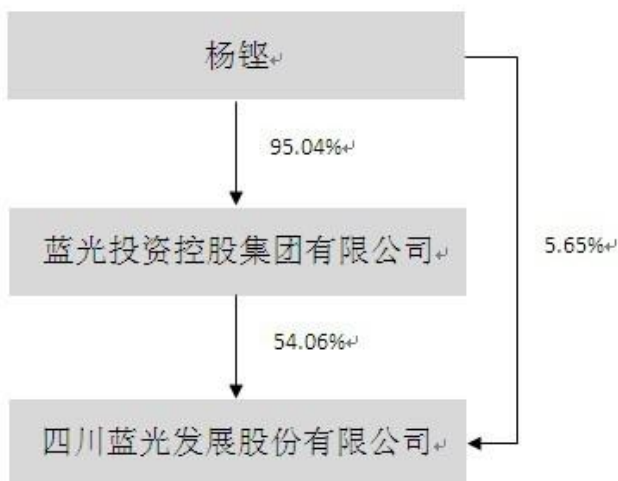 杨铿
95.04%
蓝光投资控股集团有限公司
5.65%
54.06%
四川蓝光发展股份有限公司